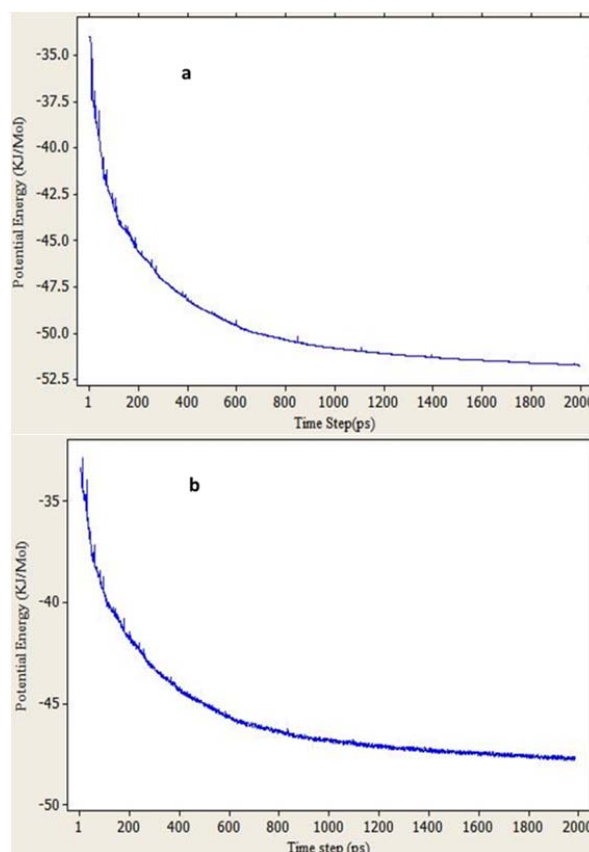 a
Potential Energy (KJ/Mol)
-35.0
-37.5
-40.0
-42.5
-45.0
-47.5
-50.0
-52.5
1 200 400 600 800 1000 1200 1400 1600 1800 2000
Time Step(ps)
b
Potential Energy (KJ/Mol)
-35
-40
-45
-50
1 200 400 600 800 1000 1200 1400 1600 1800 2000
Time step (ps)